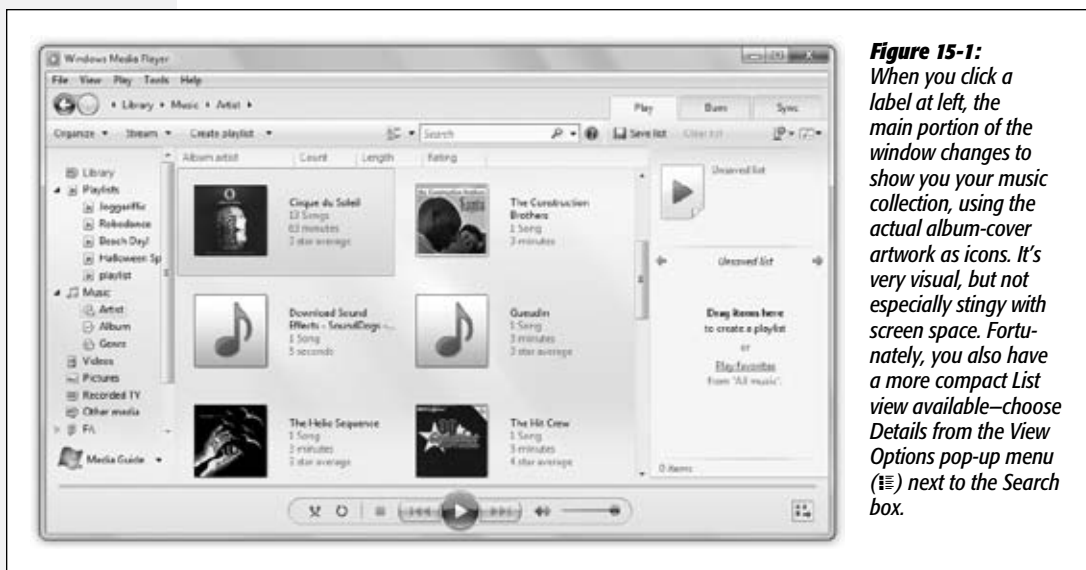 Windows Media Player
File View Play Tools Help
Library Music Artist
Play Burn Sync
Organize Stream Create playlist Search Save list Clear list
Album artist Count Length Rating
Library
Playlists
Joggeriffic
Robodance
Beach Day!
Halloween Sp
playlist
Music
Artist
Album
Genre
Videos
Pictures
Recorded TV
Other media
Media Guide
Cirque du Soleil
13 Songs
63 minutes
3 star average
The Construction
Brothers
1 Song
3 minutes
Download Sound
Effects - SoundDogs -...
1 Song
5 seconds
Gueudin
1 Song
3 minutes
3 star average
The Helio Sequence
1 Song
3 minutes
3 star average
The Hit Crew
1 Song
3 minutes
4 star average
Unsaved list
Unsaved list
Drag items here
to create a playlist
or
Play favorites
from "All music".
0 items
Figure 15-1:
When you click a
label at left, the
main portion of the
window changes to
show you your music
collection, using the
actual album-cover
artwork as icons. It's
very visual, but not
especially stingy with
screen space. Fortu-
nately, you also have
a more compact List
view available—choose
Details from the View
Options pop-up menu
( ) next to the Search
box.